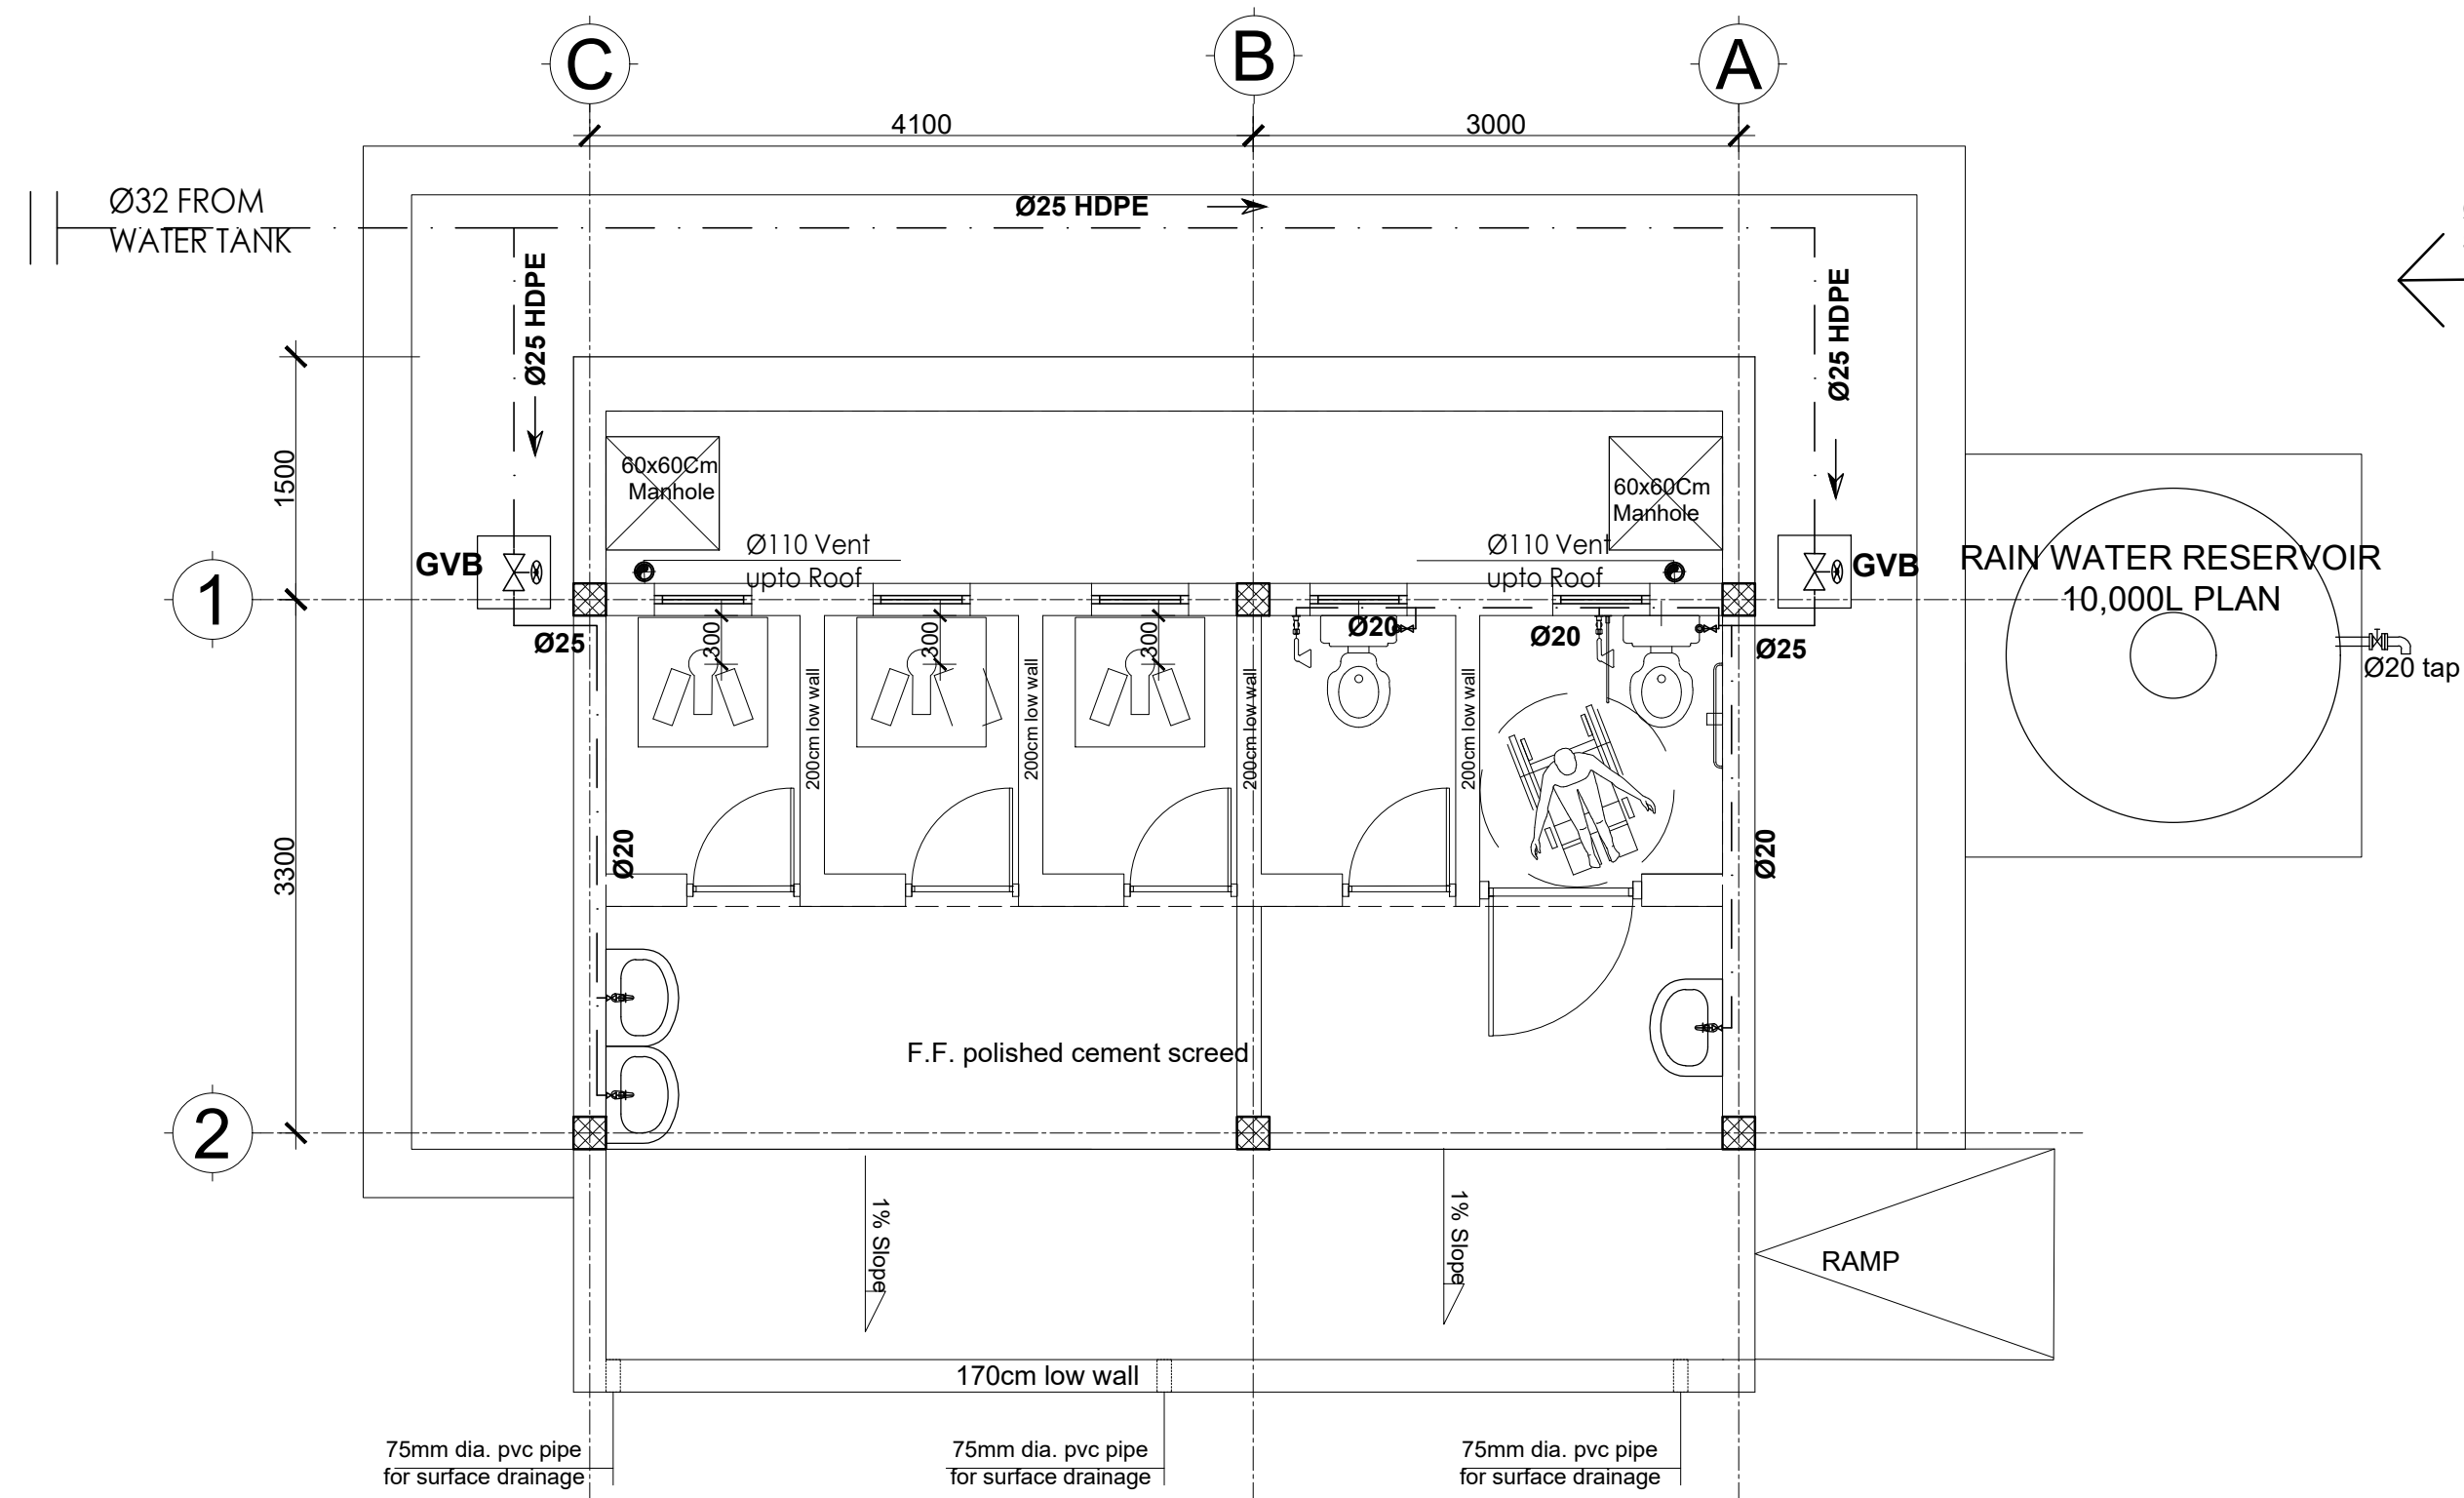 C
B
A
4100
3000
Ø32 FROM
WATER TANK
Ø25 HDPE
Ø25 HDPE
Ø25 HDPE
1500
3300
60x60Cm
Manhole
60x60Cm
Manhole
Ø110 Vent
upto Roof
Ø110 Vent
upto Roof
GVB
GVB
RAIN WATER RESERVOIR
10,000L PLAN
1
Ø25
300
300
300
Ø20
Ø20
Ø25
Ø20 tap
200cm low wall
200cm low wall
200cm low wall
200cm low wall
Ø20
Ø20
F.F. polished cement screed
2
1% Slope
1% Slope
RAMP
170cm low wall
75mm dia. pvc pipe
for surface drainage
75mm dia. pvc pipe
for surface drainage
75mm dia. pvc pipe
for surface drainage